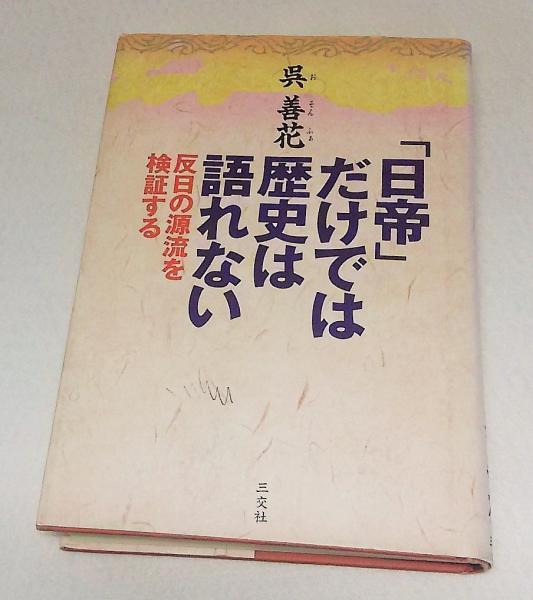 「日帝」
だけでは
歴史は
語れない
反日の源流を
検証する
呉善花
お そん ふぁ
三交社